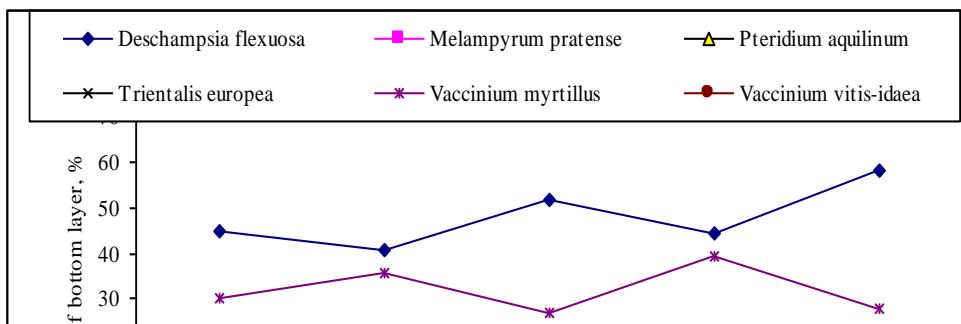 Deschampsia flexuosa Melampyrum pratense Pteridium aquilinum
Trientalis europea Vaccinium myrtillus Vaccinium vitis-idaea
60
50
40
30
bottom layer, %